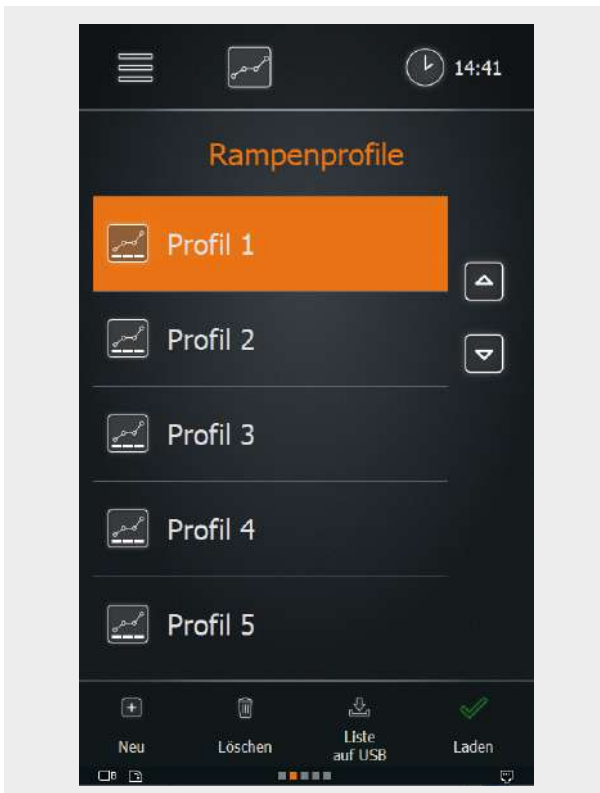 14:41
Rampenprofile
Profil 1
Profil 2
Profil 3
Profil 4
Profil 5
Neu
Löschen
Liste
auf USB
Laden